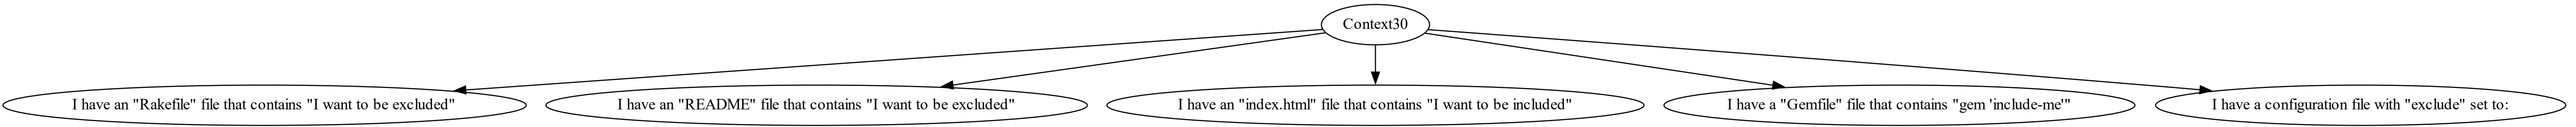 Context30
I have an "Rakefile" file that contains "I want to be excluded"
I have an "README" file that contains "I want to be excluded"
I have an "index.html" file that contains "I want to be included"
I have a "Gemfile" file that contains "gem 'include-me'"
I have a configuration file with "exclude" set to: